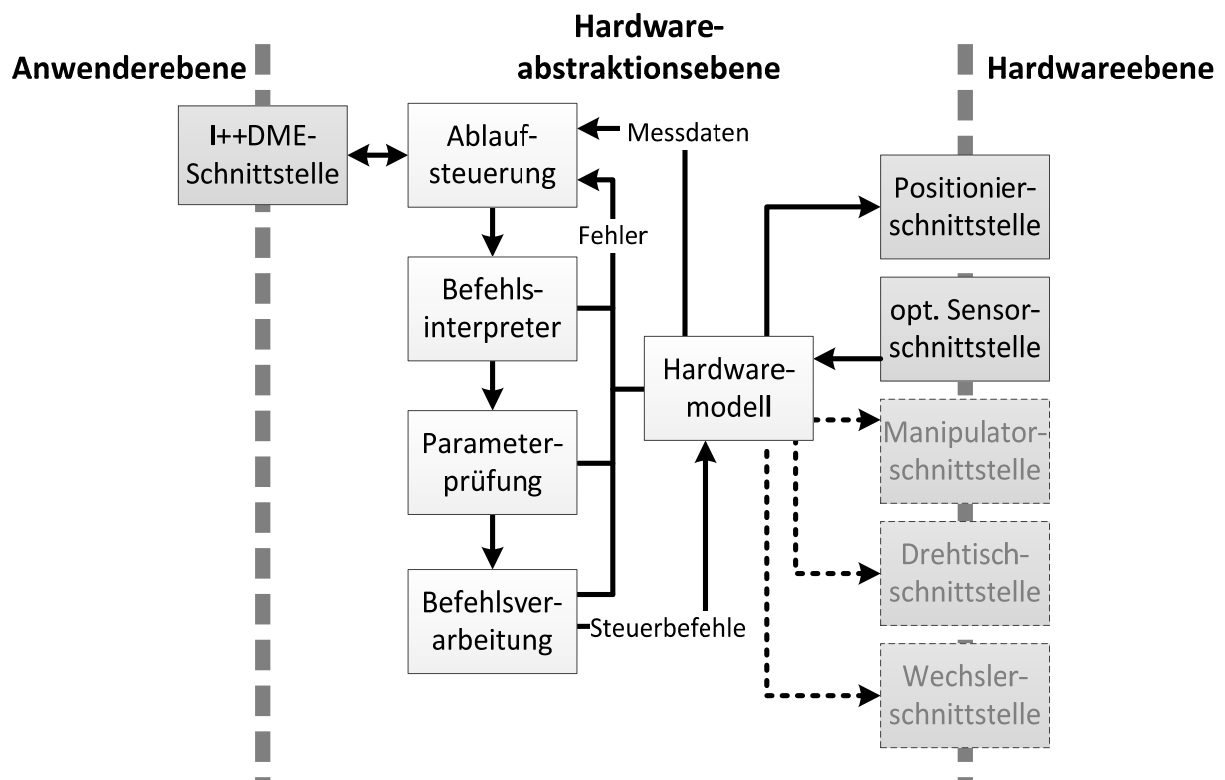 Anwenderebene
Hardware-
abstraktionsebene
Hardwareebene
I++DME-
Schnittstelle
Ablauf-
steuerung
Messdaten
Fehler
Befehls-
interpreter
Parameter-
prüfung
Befehlsver-
arbeitung
Steuerbefehle
Hardware-
modell
Positionier-
schnittstelle
opt. Sensor-
schnittstelle
Manipulator-
schnittstelle
Drehtisch-
schnittstelle
Wechsler-
schnittstelle